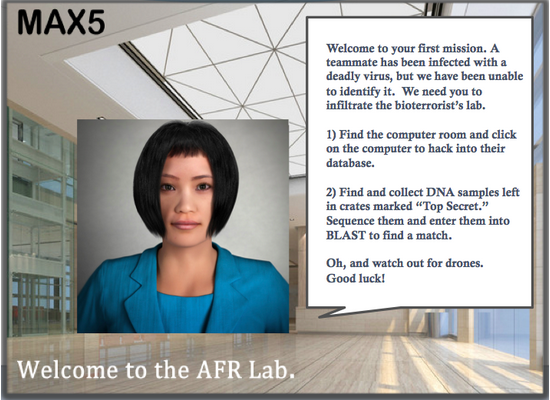 MAX5
Welcome to your first mission. A
teammate has been infected with a
deadly virus, but we have been unable
to identify it. We need you to
infiltrate the bioterrorist's lab.
1) Find the computer room and click
on the computer to hack into their
database.
2) Find and collect DNA samples left
in crates marked “Top Secret.”
Sequence them and enter them into
BLAST to find a match.
Oh, and watch out for drones.
Good luck!
Welcome to the AFR Lab.